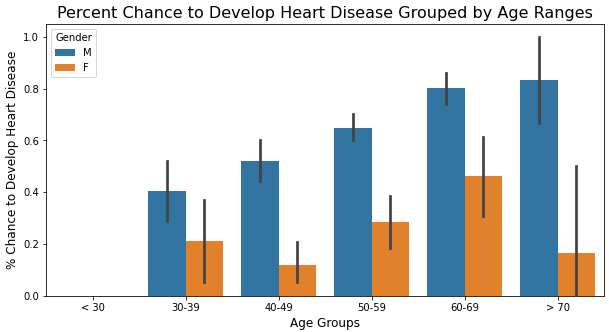 Percent Chance to Develop Heart Disease Grouped by Age Ranges
% Chance to Develop Heart Disease
1.0
0.8
0.6
0.4
0.2
0.0
Gender
M
F
< 30
30-39
40-49
50-59
60-69
> 70
Age Groups